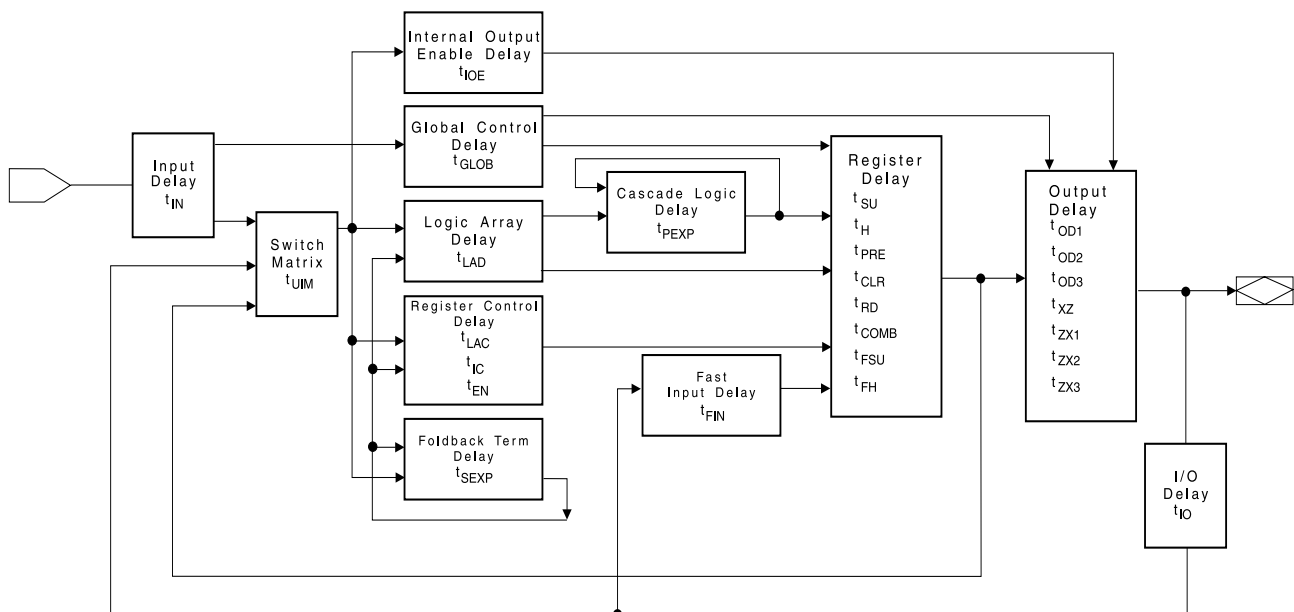 Internal Output
Enable Delay
tIOE
Global Control
Delay
tGLOB
Input
Delay
tIN
Switch
Matrix
tUIM
Logic Array
Delay
tLAD
Cascade Logic
Delay
tPEXP
Register Control
Delay
tLAC
tIC
tEN
Foldback Term
Delay
tSEXP
Fast
Input Delay
tFIN
Register
Delay
tSU
tH
tPRE
tCLR
tRD
tCOMB
tFSU
tFH
Output
Delay
tOD1
tOD2
tOD3
tXZ
tZX1
tZX2
tZX3
I/O
Delay
tIO